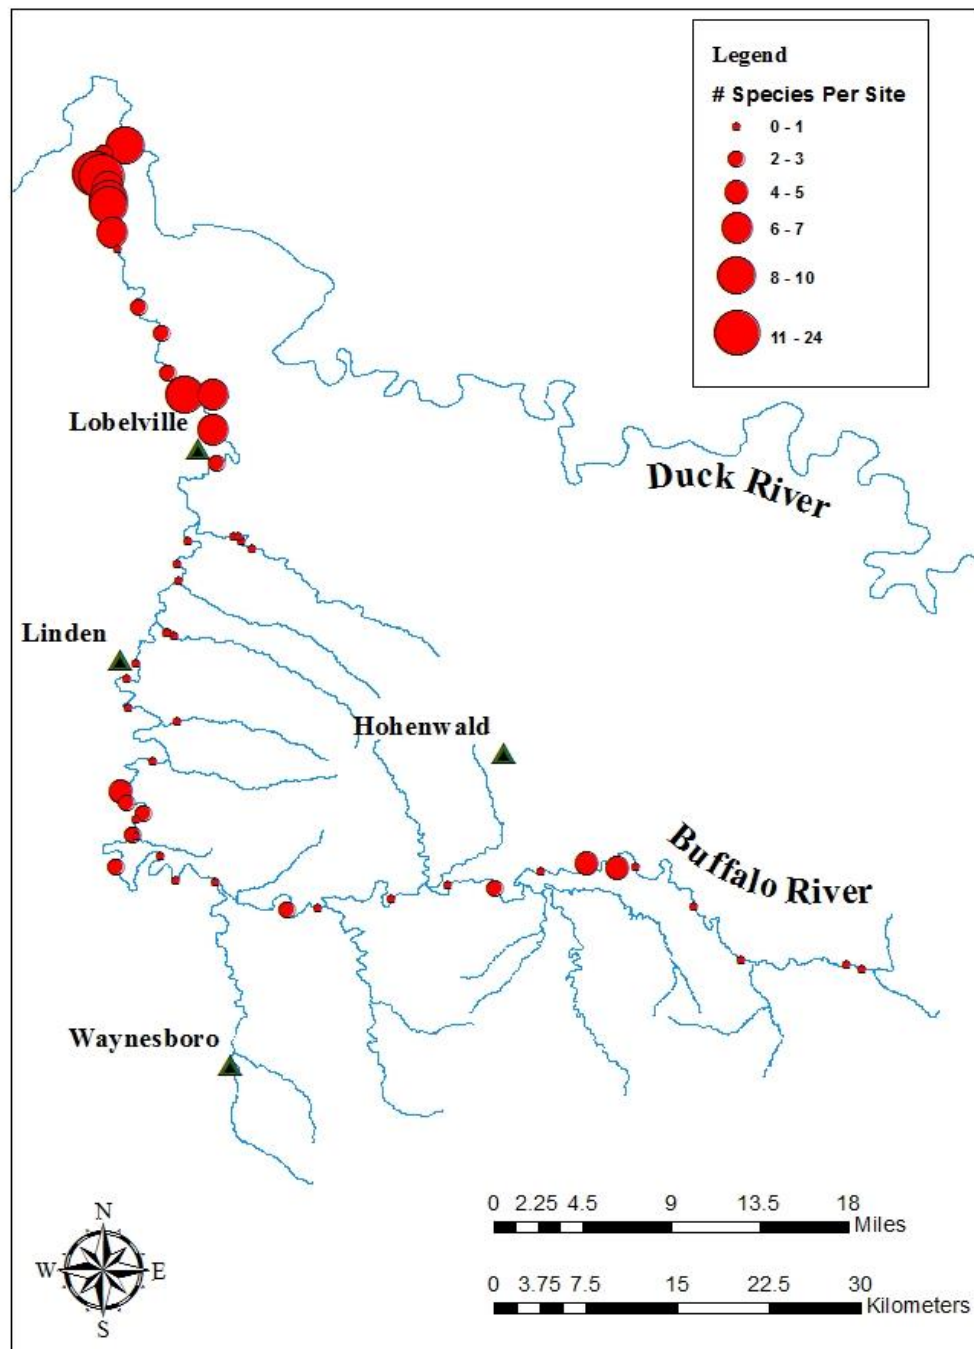 Legend
# Species Per Site
0 - 1
2 - 3
4 - 5
6 - 7
8 - 10
11 - 24
Lobelville
Duck River
Linden
Hohenwald
Buffalo River
Waynesboro
N
W E
S
0 2.25 4.5 9 13.5 18
Miles
0 3.75 7.5 15 22.5 30
Kilometers